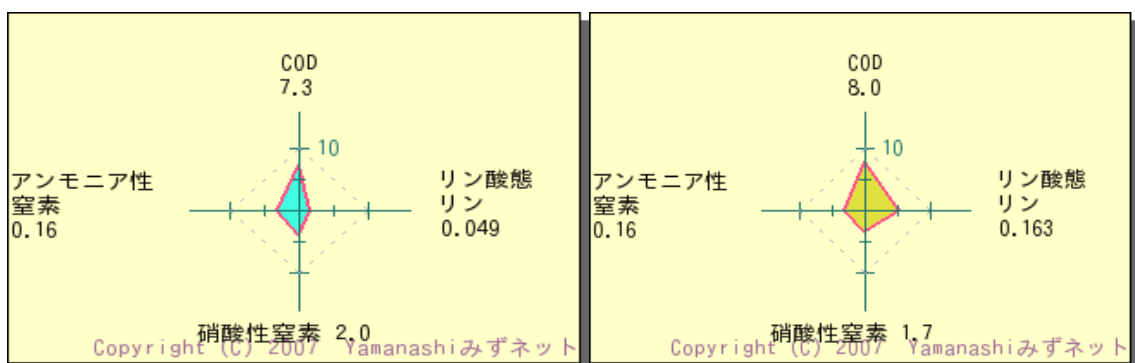 COD
7.3
10
アンモニア性
窒素
0.16
リン酸態
リン
0.049
硝酸性窒素 2.0
Copyright (C) 2007 Yamanashiみずネット
COD
8.0
10
アンモニア性
窒素
0.16
リン酸態
リン
0.163
硝酸性窒素 1.7
Copyright (C) 2007 Yamanashiみずネット